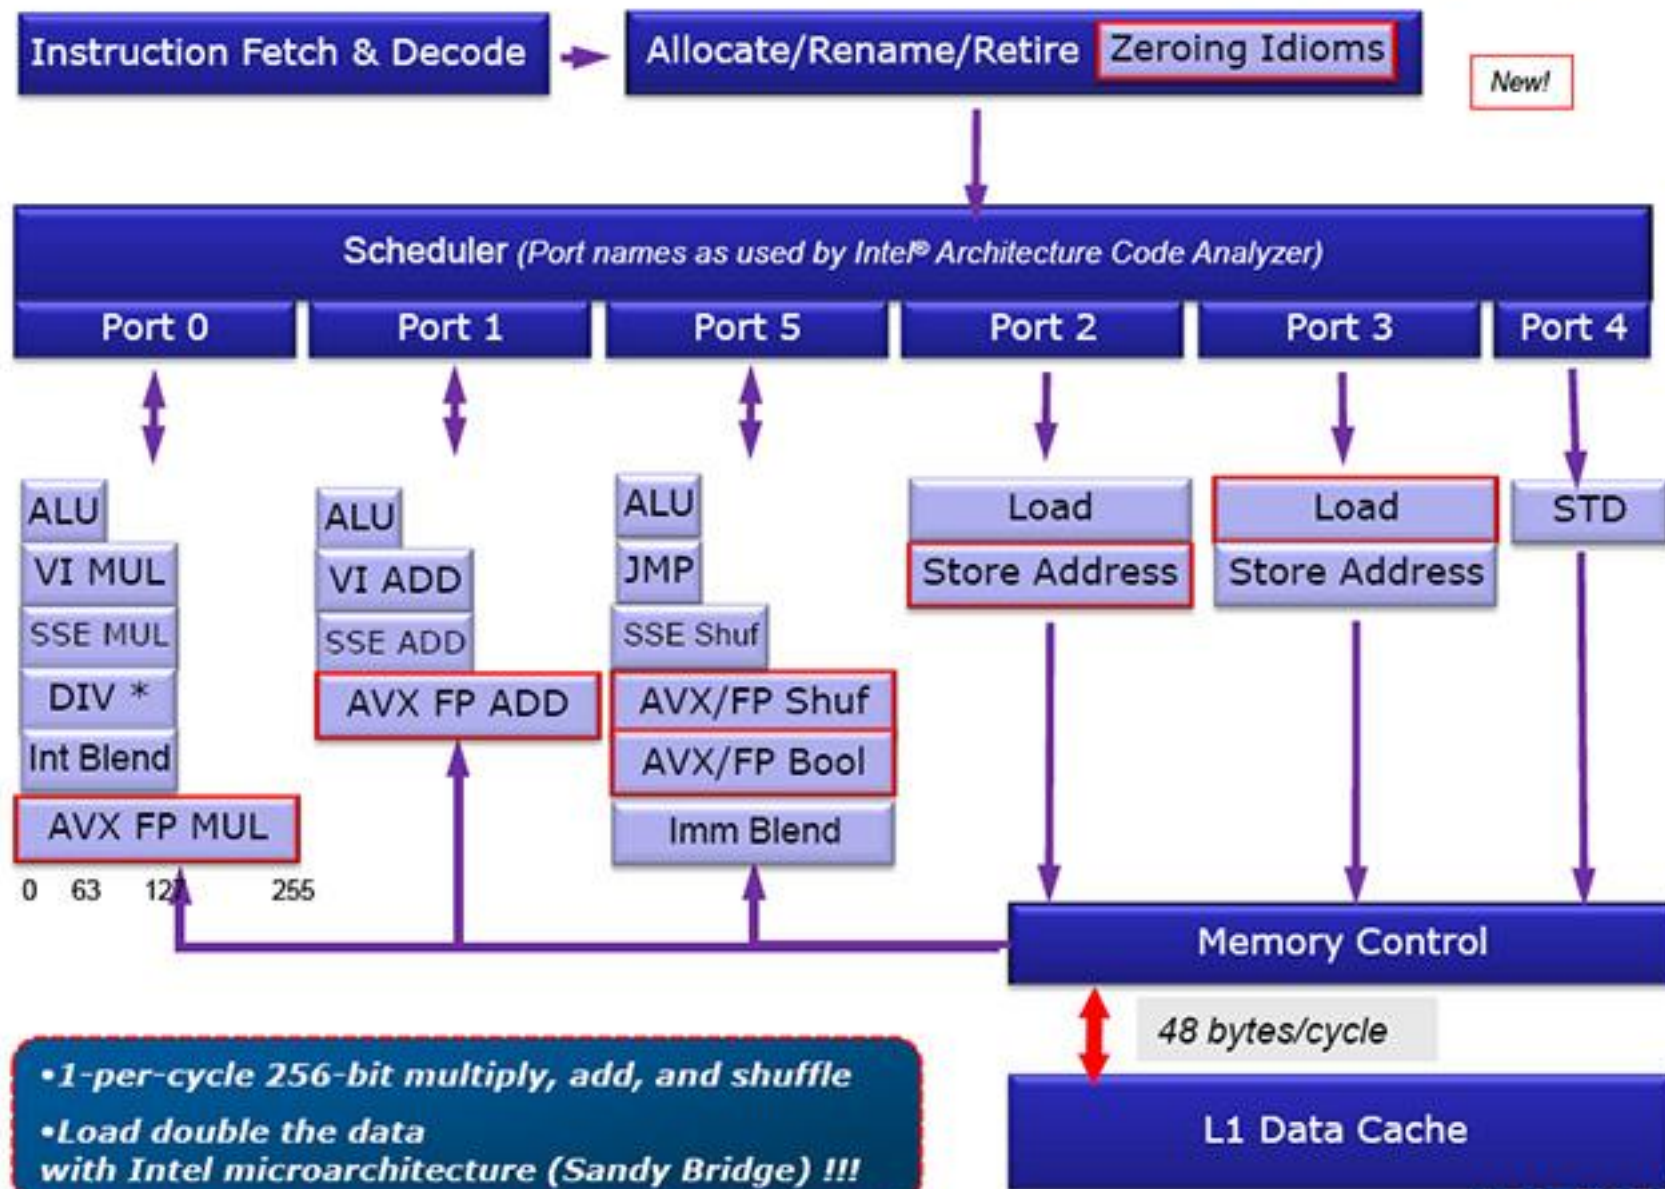 Instruction Fetch & Decode
Allocate/Rename/Retire
Zeroing Idioms
New!
Scheduler (Port names as used by Intel® Architecture Code Analyzer)
Port 0
Port 1
Port 5
Port 2
Port 3
Port 4
ALU
VI MUL
SSE MUL
DIV *
Int Blend
AVX FP MUL
0 63 127 255
ALU
VI ADD
SSE ADD
AVX FP ADD
ALU
JMP
SSE Shuf
AVX/FP Shuf
AVX/FP Bool
Imm Blend
Load
Store Address
Load
Store Address
STD
Memory Control
48 bytes/cycle
L1 Data Cache
•1-per-cycle 256-bit multiply, add, and shuffle
•Load double the data
with Intel microarchitecture (Sandy Bridge) !!!